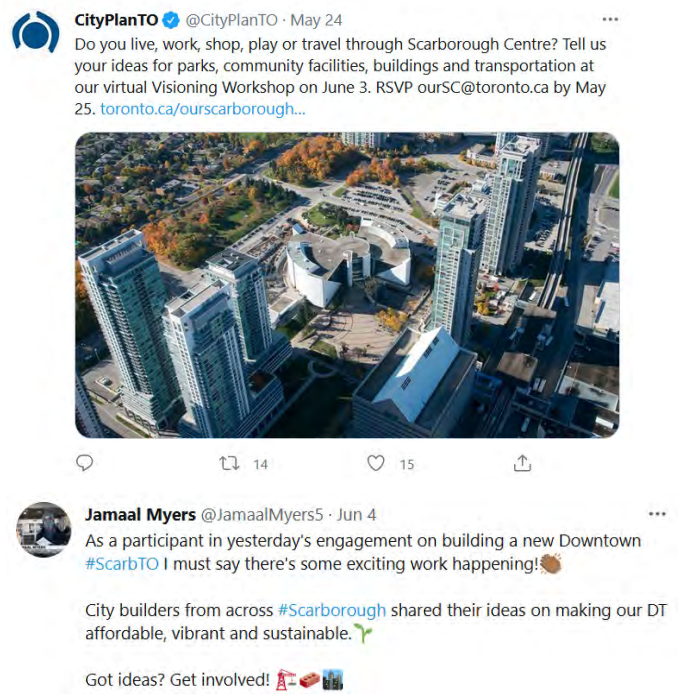 CityPlanTO @CityPlanTO · May 24
Do you live, work, shop, play or travel through Scarborough Centre? Tell us
your ideas for parks, community facilities, buildings and transportation at
our virtual Visioning Workshop on June 3. RSVP ourSC@toronto.ca by May
25. toronto.ca/ourscarborough...
14 15
Jamaal Myers @JamaalMyers5 · Jun 4
As a participant in yesterday's engagement on building a new Downtown
#ScarbTO I must say there's some exciting work happening!👏🏾
City builders from across #Scarborough shared their ideas on making our DT
affordable, vibrant and sustainable.🌱
Got ideas? Get involved! 🏗️🧱🏙️